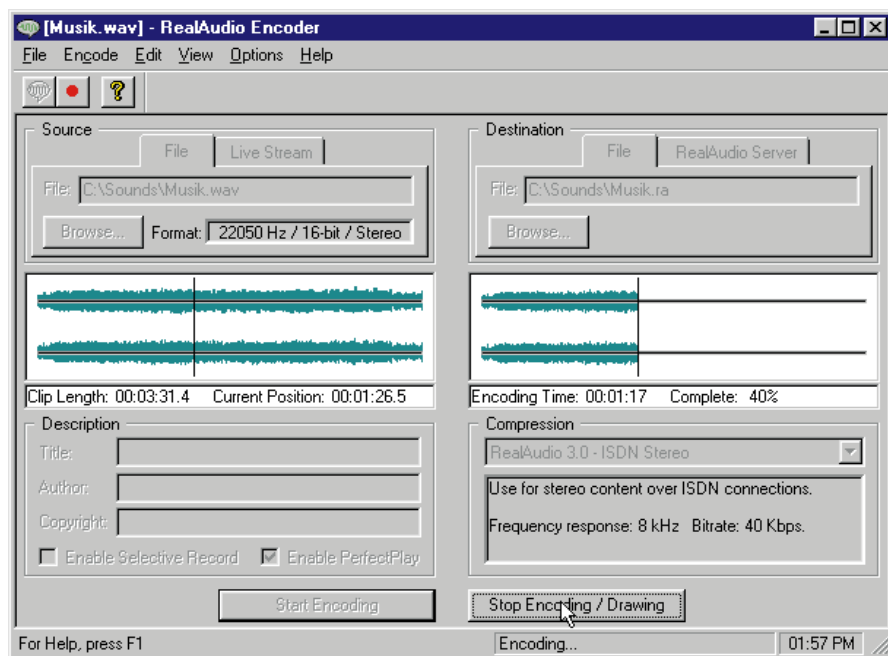 [Musik.wav] - RealAudio Encoder
File Encode Edit View Options Help
Source
File Live Stream
File: C:\Sounds\Musik.wav
Browse... Format: 22050 Hz / 16-bit / Stereo
Destination
File RealAudio Server
File: C:\Sounds\Musik.ra
Browse...
Clip Length: 00:03:31.4 Current Position: 00:01:26.5
Encoding Time: 00:01:17 Complete: 40%
Description
Title:
Author:
Copyright:
Enable Selective Record Enable PerfectPlay
Compression
RealAudio 3.0 - ISDN Stereo
Use for stereo content over ISDN connections.
Frequency response: 8 kHz Bitrate: 40 Kbps.
Start Encoding Stop Encoding / Drawing
For Help, press F1 Encoding... 01:57 PM